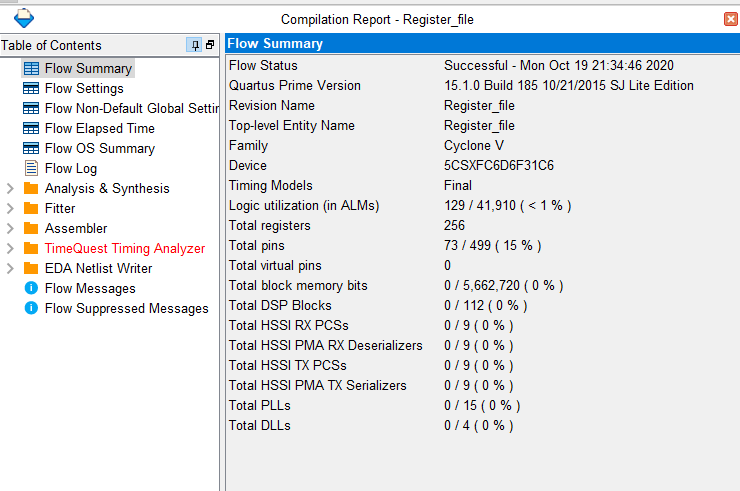 Compilation Report - Register_file
Table of Contents
Flow Summary
Flow Settings
Flow Non-Default Global Settin
Flow Elapsed Time
Flow OS Summary
Flow Log
Analysis & Synthesis
Fitter
Assembler
TimeQuest Timing Analyzer
EDA Netlist Writer
Flow Messages
Flow Suppressed Messages
Flow Summary
Flow Status Successful - Mon Oct 19 21:34:46 2020
Quartus Prime Version 15.1.0 Build 185 10/21/2015 SJ Lite Edition
Revision Name Register_file
Top-level Entity Name Register_file
Family Cyclone V
Device 5CSXFC6D6F31C6
Timing Models Final
Logic utilization (in ALMs) 129 / 41,910 ( < 1 % )
Total registers 256
Total pins 73 / 499 ( 15 % )
Total virtual pins 0
Total block memory bits 0 / 5,662,720 ( 0 % )
Total DSP Blocks 0 / 112 ( 0 % )
Total HSSI RX PCSs 0 / 9 ( 0 % )
Total HSSI PMA RX Deserializers 0 / 9 ( 0 % )
Total HSSI TX PCSs 0 / 9 ( 0 % )
Total HSSI PMA TX Serializers 0 / 9 ( 0 % )
Total PLLs 0 / 15 ( 0 % )
Total DLLs 0 / 4 ( 0 % )